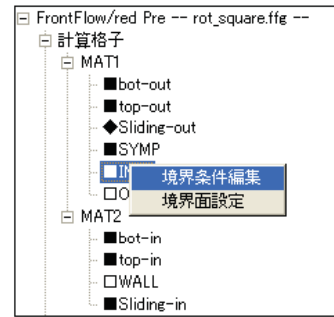 FrontFlow/red Pre -- rot_square.ffg --
計算格子
MAT1
■bot-out
■top-out
◆Sliding-out
■SYMP
境界条件編集
境界面設定
MAT2
■bot-in
■top-in
□WALL
■Sliding-in